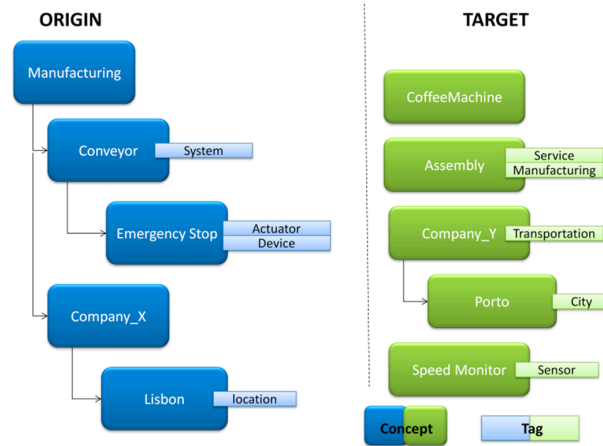 ORIGIN
Manufacturing
Conveyor
System
Emergency Stop
Actuator
Device
Company_X
Lisbon
location
TARGET
CoffeeMachine
Assembly
Service
Manufacturing
Company_Y
Transportation
Porto
City
Speed Monitor
Sensor
Concept
Tag